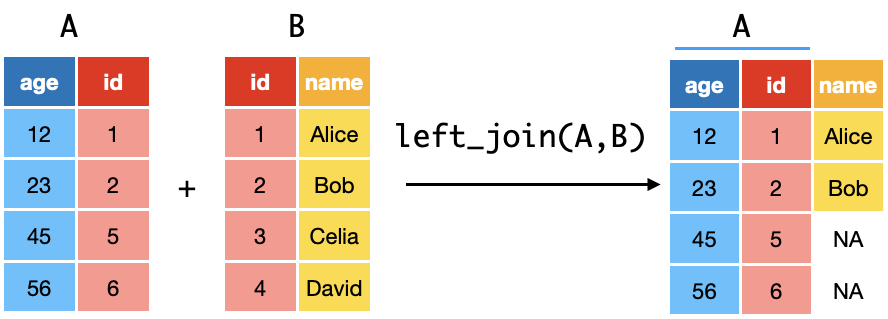 A B A
age id id name age id name
12 1 1 Alice left_join(A,B) 12 1 Alice
23 2 + 2 Bob 23 2 Bob
45 5 3 Celia 45 5 NA
56 6 4 David 56 6 NA